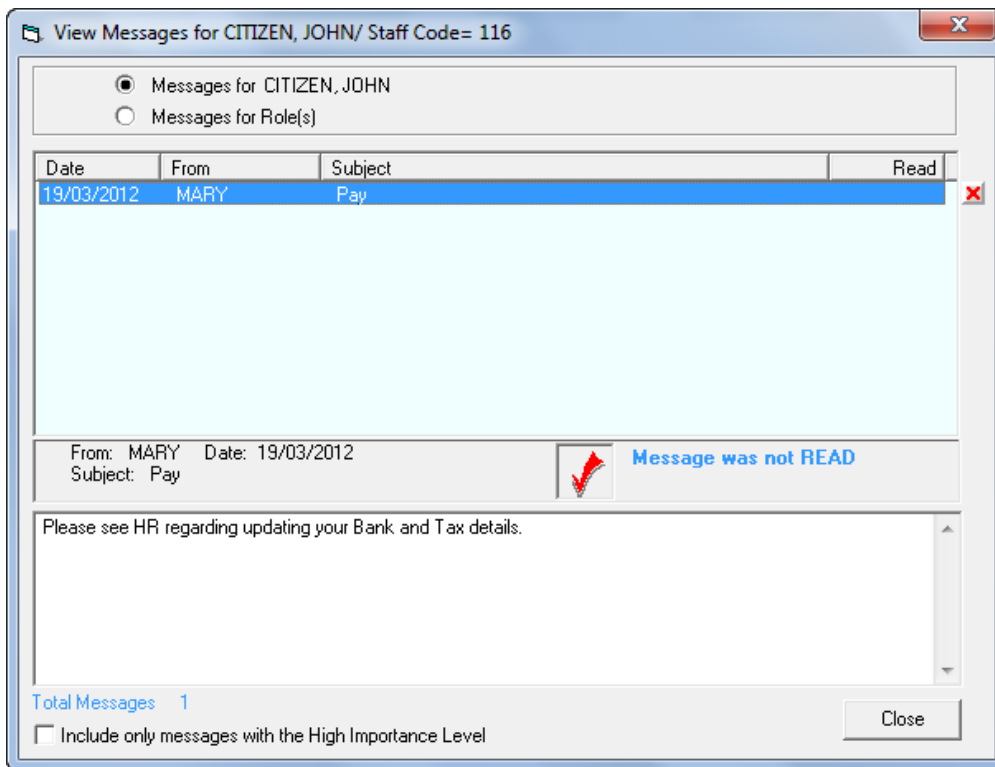 View Messages for CITIZEN, JOHN/ Staff Code= 116
Messages for CITIZEN, JOHN
Messages for Role(s)
Date From Subject Read
19/03/2012 MARY Pay
From: MARY Date: 19/03/2012
Subject: Pay
Message was not READ
Please see HR regarding updating your Bank and Tax details.
Total Messages 1
Include only messages with the High Importance Level
Close